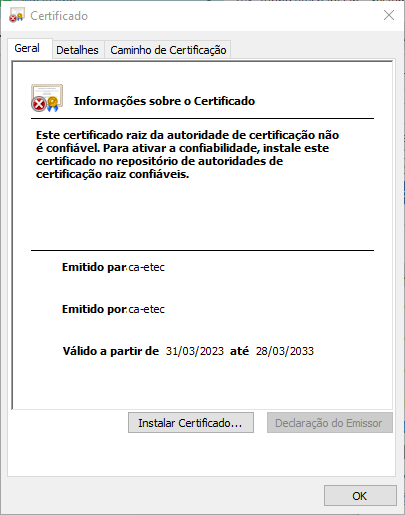 Certificado
Geral Detalhes Caminho de Certificação
Informações sobre o Certificado
Este certificado raiz da autoridade de certificação não
é confiável. Para ativar a confiabilidade, instale este
certificado no repositório de autoridades de
certificação raiz confiáveis.
Emitido par ca-etec
Emitido por ca-etec
Válido a partir de 31/03/2023 até 28/03/2033
Instalar Certificado... Declaração do Emissor
OK